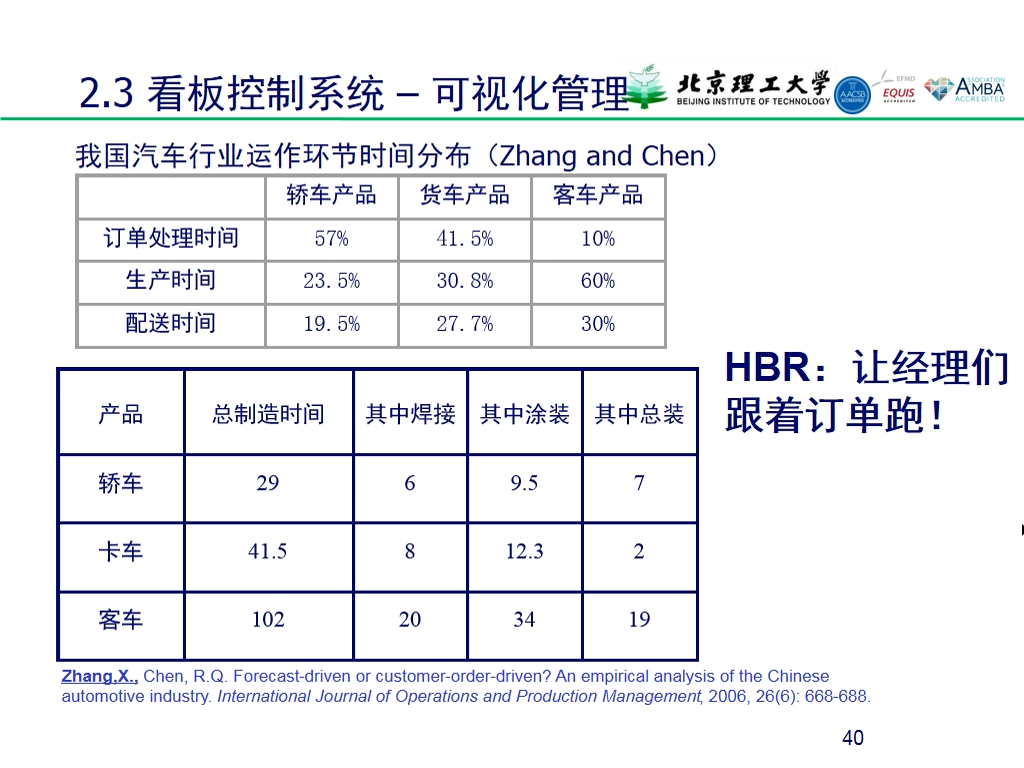 2.3 看板控制系统 – 可视化管理
北京理工大学
BEIJING INSTITUTE OF TECHNOLOGY
AACSB
ACCREDITED
EFMD
EQUIS
ACCREDITED
ASSOCIATION
AMBA
ACCREDITED
我国汽车行业运作环节时间分布（Zhang and Chen）
轿车产品 货车产品 客车产品
订单处理时间 57% 41.5% 10%
生产时间 23.5% 30.8% 60%
配送时间 19.5% 27.7% 30%
HBR：让经理们
跟着订单跑！
产品 总制造时间 其中焊接 其中涂装 其中总装
轿车 29 6 9.5 7
卡车 41.5 8 12.3 2
客车 102 20 34 19
Zhang,X., Chen, R.Q. Forecast-driven or customer-order-driven? An empirical analysis of the Chinese
automotive industry. International Journal of Operations and Production Management, 2006, 26(6): 668-688.
40